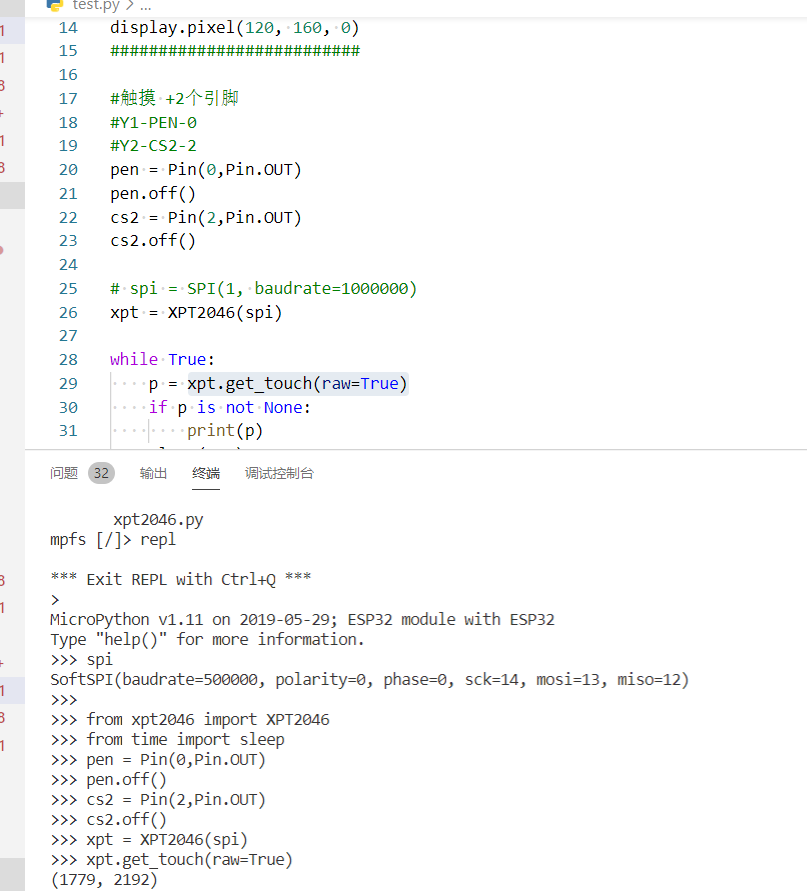 test.py > ...
14 display.pixel(120, 160, 0)
15 ##########################
16
17 #触摸 +2个引脚
18 #Y1-PEN-0
19 #Y2-CS2-2
20 pen = Pin(0,Pin.OUT)
21 pen.off()
22 cs2 = Pin(2,Pin.OUT)
23 cs2.off()
24
25 # spi = SPI(1, baudrate=1000000)
26 xpt = XPT2046(spi)
27
28 while True:
29 p = xpt.get_touch(raw=True)
30 if p is not None:
31 print(p)
问题 32 输出 终端 调试控制台
xpt2046.py
mpfs [/]> repl
*** Exit REPL with Ctrl+Q ***
>
MicroPython v1.11 on 2019-05-29; ESP32 module with ESP32
Type "help()" for more information.
>>> spi
SoftSPI(baudrate=500000, polarity=0, phase=0, sck=14, mosi=13, miso=12)
>>>
>>> from xpt2046 import XPT2046
>>> from time import sleep
>>> pen = Pin(0,Pin.OUT)
>>> pen.off()
>>> cs2 = Pin(2,Pin.OUT)
>>> cs2.off()
>>> xpt = XPT2046(spi)
>>> xpt.get_touch(raw=True)
(1779, 2192)